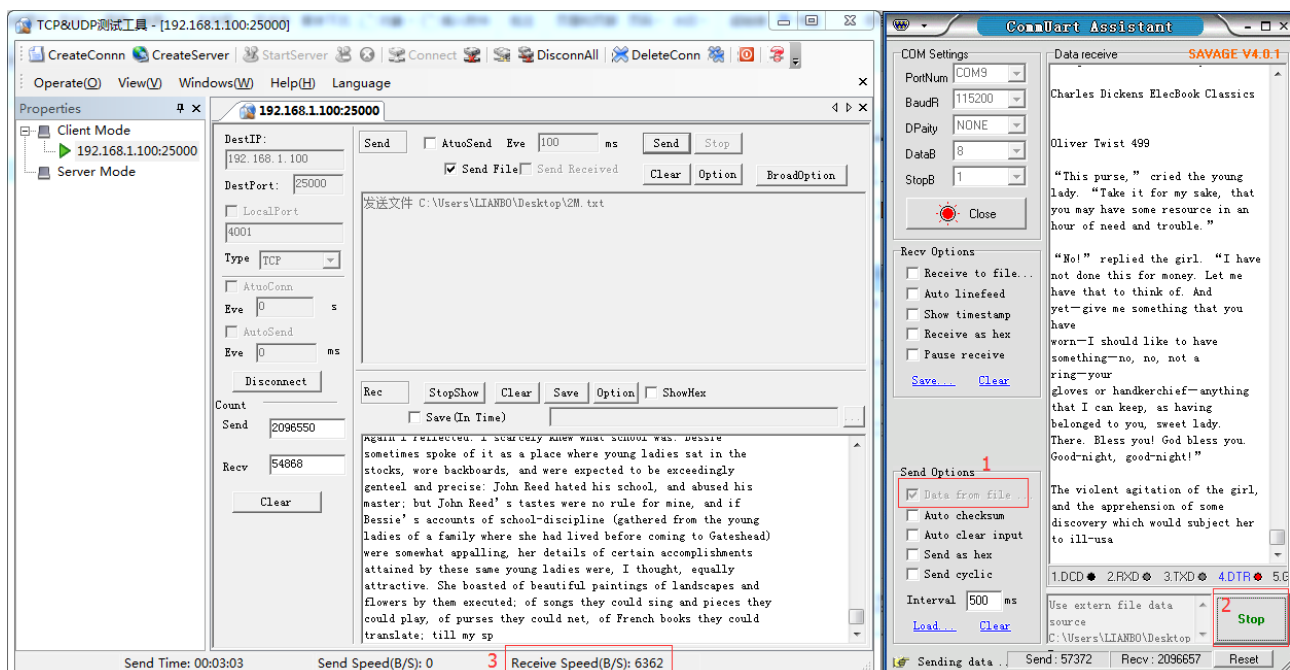 TCP&UDP测试工具 - [192.168.1.100:25000]
CreateConnn CreateServer StartServer Connect DisconnAll DeleteConn
Operate(O) View(V) Windows(W) Help(H) Language
Properties
Client Mode
192.168.1.100:25000
Server Mode
192.168.1.100:25000
DestIP:
192.168.1.100
DestPort: 25000
LocalPort
4001
Type TCP
AtuoConn
Eve 0 s
AutoSend
Eve 0 ms
Disconnect
Count
Send 2096550
Recv 54868
Clear
Send AtuoSend Eve 100 ms Send Stop
Send File Send Received Clear Option BroadOption
发送文件 C:\Users\LIANBO\Desktop\2M.txt
Rec StopShow Clear Save Option ShowHex
Save(In Time) ...
Again I reflected. I scarcely knew what school was. Bessie
sometimes spoke of it as a place where young ladies sat in the
stocks, wore backboards, and were expected to be exceedingly
genteel and precise: John Reed hated his school, and abused his
master; but John Reed’s tastes were no rule for mine, and if
Bessie’s accounts of school-discipline (gathered from the young
ladies of a family where she had lived before coming to Gateshead)
were somewhat appalling, her details of certain accomplishments
attained by these same young ladies were, I thought, equally
attractive. She boasted of beautiful paintings of landscapes and
flowers by them executed; of songs they could sing and pieces they
could play, of purses they could net, of French books they could
translate; till my sp
Send Time: 00:03:03 Send Speed(B/S): 0 3 Receive Speed(B/S): 6362
CommUart Assistant
COM Settings
PortNum COM9
BaudR 115200
DPaity NONE
DataB 8
StopB 1
Close
Recv Options
Receive to file...
Auto linefeed
Show timestamp
Receive as hex
Pause receive
Save... Clear
1
Send Options
Data from file ...
Auto checksum
Auto clear input
Send as hex
Send cyclic
Interval 500 ms
Load... Clear
Data receive SAVAGE V4.0.1
Charles Dickens ElecBook Classics
Oliver Twist 499
“This purse,” cried the young
lady. “Take it for my sake, that
you may have some resource in an
hour of need and trouble.”
“No!” replied the girl. “I have
not done this for money. Let me
have that to think of. And
yet—give me something that you
have
worn—I should like to have
something—no, no, not a
ring—your
gloves or handkerchief—anything
that I can keep, as having
belonged to you, sweet lady.
There. Bless you! God bless you.
Good-night, good-night!”
The violent agitation of the girl,
and the apprehension of some
discovery which would subject her
to ill-usa
1.DCD 2.RXD 3.TXD 4.DTR 5.G
Use extern file data
source
C:\Users\LIANBO\Desktop
2
Stop
Sending data .. Send : 57372 Recv : 2096657 Reset